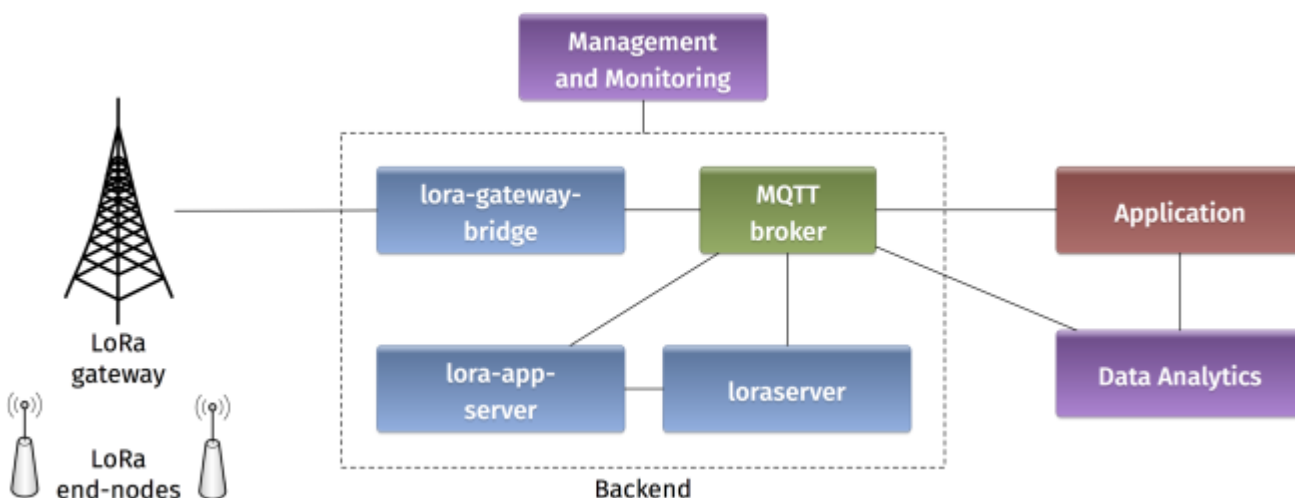 Management
and Monitoring
lora-gateway-
bridge
MQTT
broker
Application
LoRa
gateway
lora-app-
server
loraserver
Data Analytics
LoRa
end-nodes
Backend